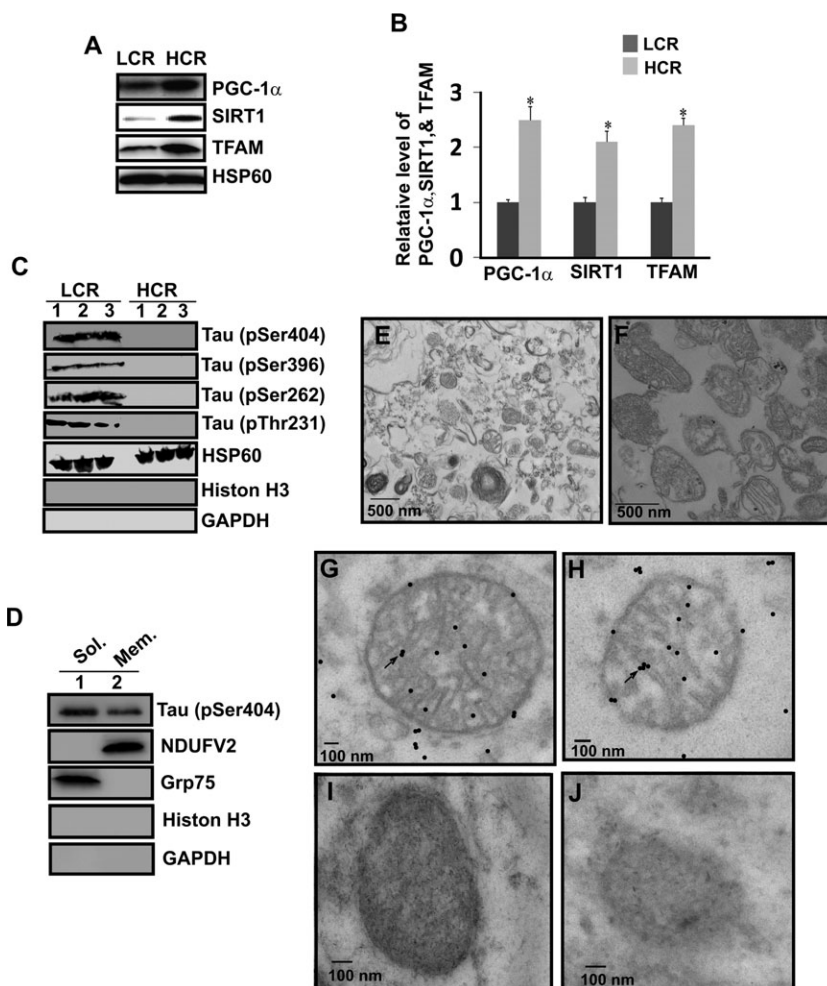 A
LCR HCR
PGC-1α
SIRT1
TFAM
HSP60
B
LCR
HCR
Relataive level of
PGC-1α,SIRT1,& TFAM
3
2
1
0
*
*
*
PGC-1α SIRT1 TFAM
C
LCR HCR
1 2 3 1 2 3
Tau (pSer404)
Tau (pSer396)
Tau (pSer262)
Tau (pThr231)
HSP60
Histon H3
GAPDH
E
500 nm
F
500 nm
D
Sol. Mem.
1 2
Tau (pSer404)
NDUFV2
Grp75
Histon H3
GAPDH
G
100 nm
H
100 nm
I
100 nm
J
100 nm